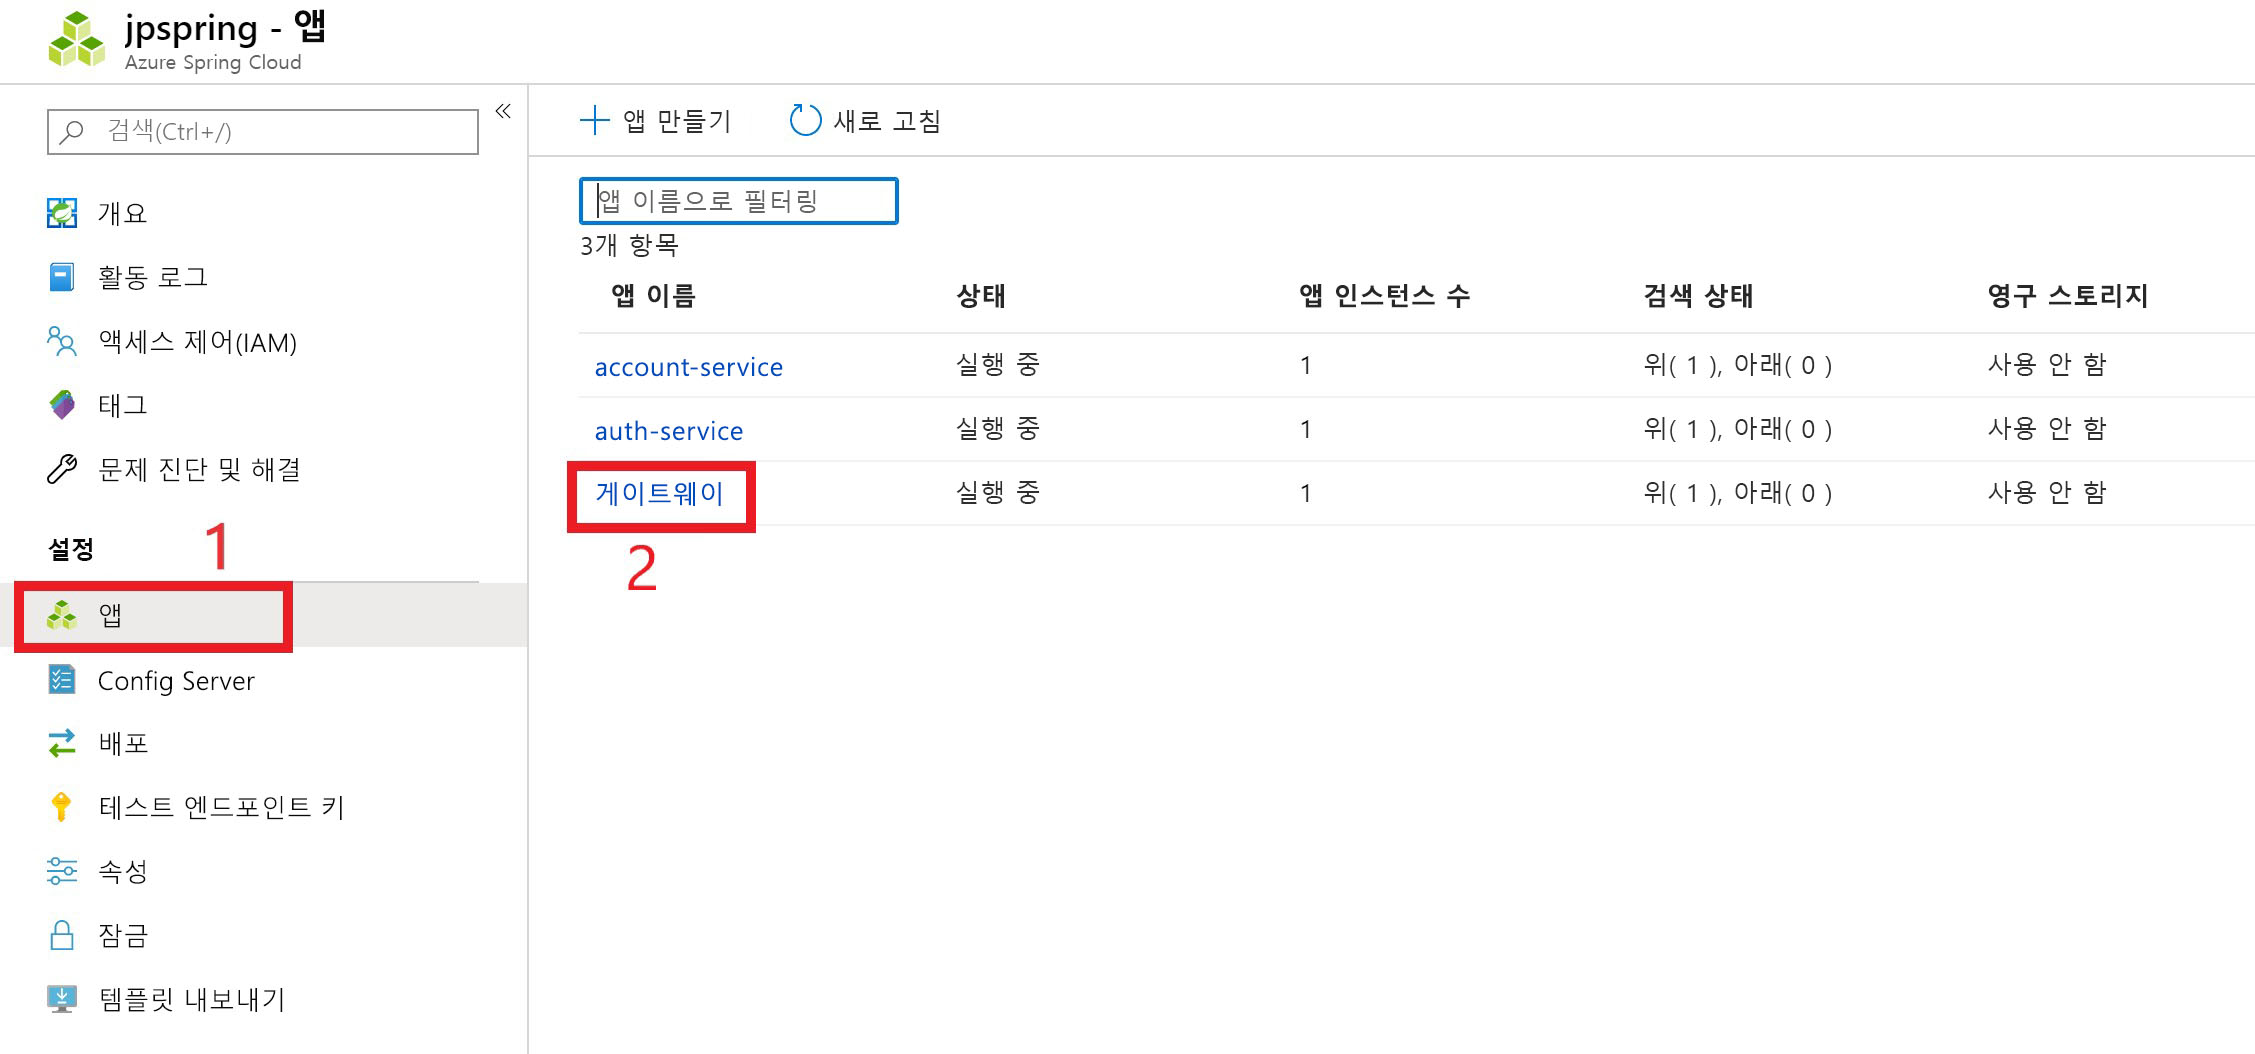 jpspring - 앱
Azure Spring Cloud
검색(Ctrl+/)
개요
활동 로그
액세스 제어(IAM)
태그
문제 진단 및 해결
설정
1
앱
Config Server
배포
테스트 엔드포인트 키
속성
잠금
템플릿 내보내기
앱 만들기 새로 고침
앱 이름으로 필터링
3개 항목
앱 이름 상태 앱 인스턴스 수 검색 상태 영구 스토리지
account-service 실행 중 1 위( 1 ), 아래( 0 ) 사용 안 함
auth-service 실행 중 1 위( 1 ), 아래( 0 ) 사용 안 함
게이트웨이 실행 중 1 위( 1 ), 아래( 0 ) 사용 안 함
2